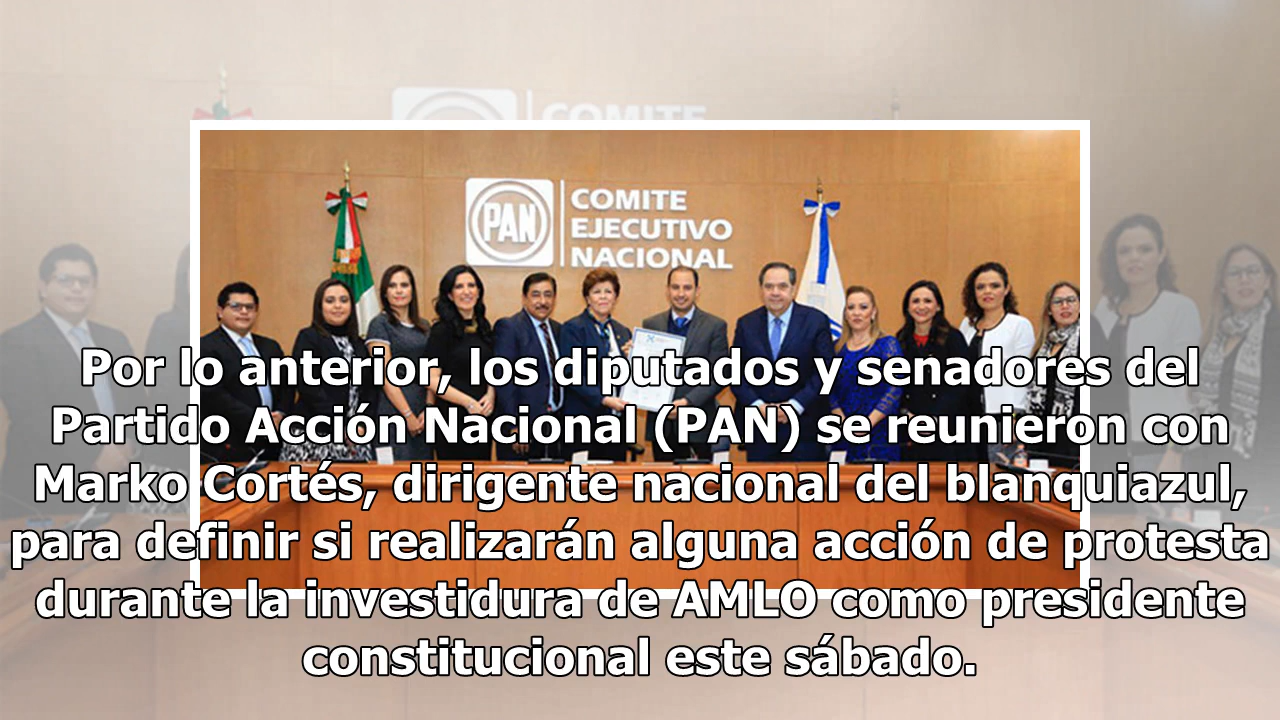 COMITE
PAN
COMITE
EJECUTIVO
NACIONAL
Por lo anterior, los diputados y senadores del
Partido Acción Nacional (PAN) se reunieron con
Marko Cortés, dirigente nacional del blanquiazul,
para definir si realizarán alguna acción de protesta
durante la investidura de AMLO como presidente
constitucional este sábado.